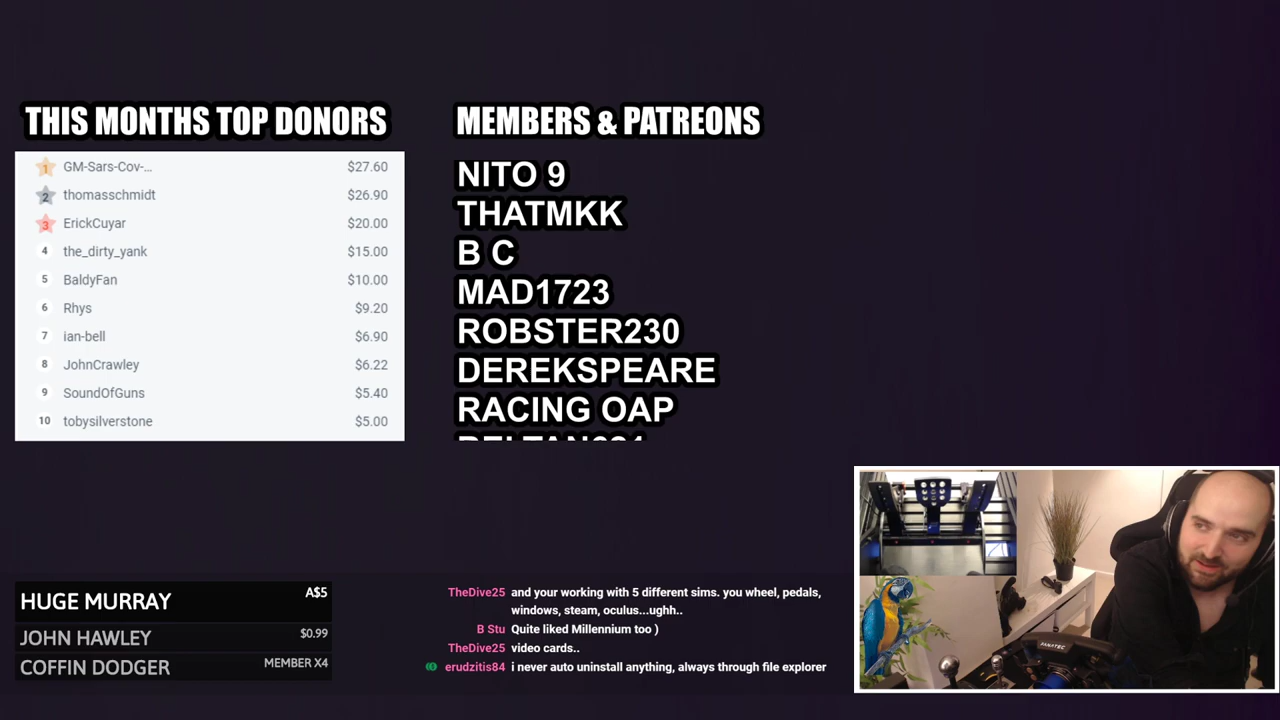 THIS MONTHS TOP DONORS
1 GM-Sars-Cov-... $27.60
2 thomasschmidt $26.90
3 ErickCuyar $20.00
4 the_dirty_yank $15.00
5 BaldyFan $10.00
6 Rhys $9.20
7 ian-bell $6.90
8 JohnCrawley $6.22
9 SoundOfGuns $5.40
10 tobysilverstone $5.00
MEMBERS & PATREONS
NITO 9
THATMKK
B C
MAD1723
ROBSTER230
DEREKSPEARE
RACING OAP
HUGE MURRAY A$5
JOHN HAWLEY $0.99
COFFIN DODGER MEMBER X4
TheDive25 and your working with 5 different sims. you wheel, pedals,
windows, steam, oculus...ughh..
B Stu Quite liked Millennium too )
TheDive25 video cards..
erudzitis84 i never auto uninstall anything, always through file explorer
FANATEC